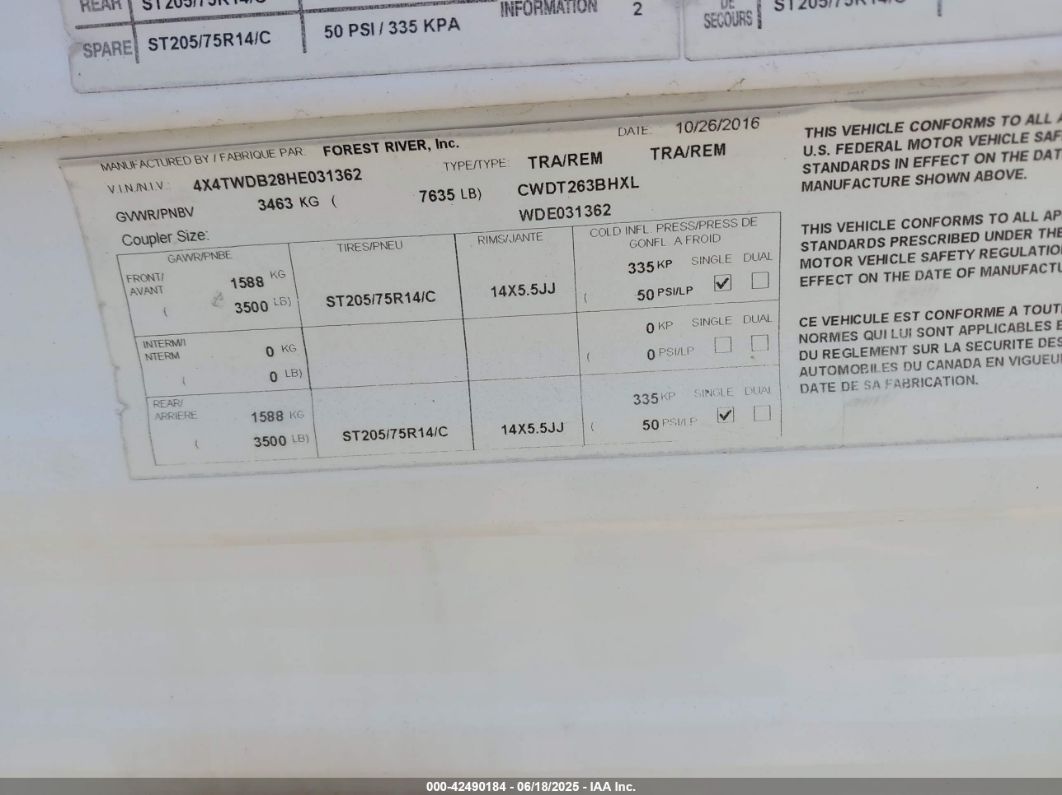 REAR ST205/75R14/C
INFORMATION 2
DE
SECOURS ST205/75R14/C
SPARE ST205/75R14/C 50 PSI / 335 KPA
MANUFACTURED BY / FABRIQUE PAR: FOREST RIVER, Inc. DATE: 10/26/2016
V.I.N./N.I.V.: 4X4TWDB28HE031362 TYPE/TYPE: TRA/REM TRA/REM
GVWR/PNBV 3463 KG ( 7635 LB) CWDT263BHXL
WDE031362
Coupler Size:
GAWR/PNBE TIRES/PNEU RIMS/JANTE COLD INFL. PRESS/PRESS DE
GONFL. A FROID
FRONT/
AVANT 1588 KG 335 KP SINGLE DUAL
( 3500 LB) ST205/75R14/C 14X5.5JJ ( 50 PSI/LP
INTERM/I
NTERM 0 KG 0 KP SINGLE DUAL
( 0 LB) ( 0 PSI/LP
REAR/
ARRIERE 1588 KG 335 KP SINGLE DUAL
( 3500 LB) ST205/75R14/C 14X5.5JJ ( 50 PSI/LP
THIS VEHICLE CONFORMS TO ALL
U.S. FEDERAL MOTOR VEHICLE
STANDARDS IN EFFECT ON THE
MANUFACTURE SHOWN ABOVE.
THIS VEHICLE CONFORMS TO ALL
STANDARDS PRESCRIBED UNDER THE
MOTOR VEHICLE SAFETY
EFFECT ON THE DATE OF
CE VEHICULE EST CONFORME A
NORMES QUI LUI SONT APPLICABLES
DU REGLEMENT SUR LA SECURITE DES
AUTOMOBILES DU CANADA EN
DATE DE SA FABRICATION.
000-42490184 - 06/18/2025 - IAA Inc.